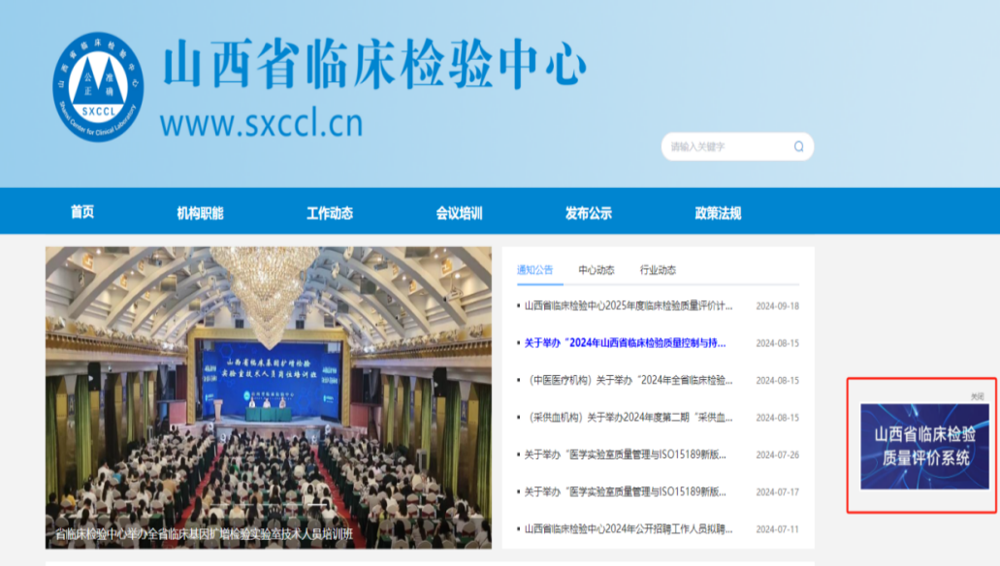 山西省临床检验中心
公准
正确
SXCCL
Shanxi Center for Clinical Laboratory
山西省临床检验中心
www.sxccl.cn
请输入关键字
首页 机构职能 工作动态 会议培训 发布公示 政策法规
山西省临床基因扩增检验
实验室技术人员岗位培训班
省临床检验中心举办全省临床基因扩增检验实验室技术人员培训班
通知公告 中心动态 行业动态
山西省临床检验中心2025年度临床检验质量评价计... 2024-09-18
关于举办“2024年山西省临床检验质量控制与持... 2024-08-15
（中医医疗机构）关于举办“2024年全省临床检验... 2024-08-15
（采供血机构）关于举办2024年度第二期“采供血... 2024-08-15
关于举办“医学实验室质量管理与ISO15189新版... 2024-07-26
关于举办“医学实验室质量管理与ISO15189新版... 2024-07-17
山西省临床检验中心2024年公开招聘工作人员拟聘... 2024-07-11
关闭
山西省临床检验
质量评价系统